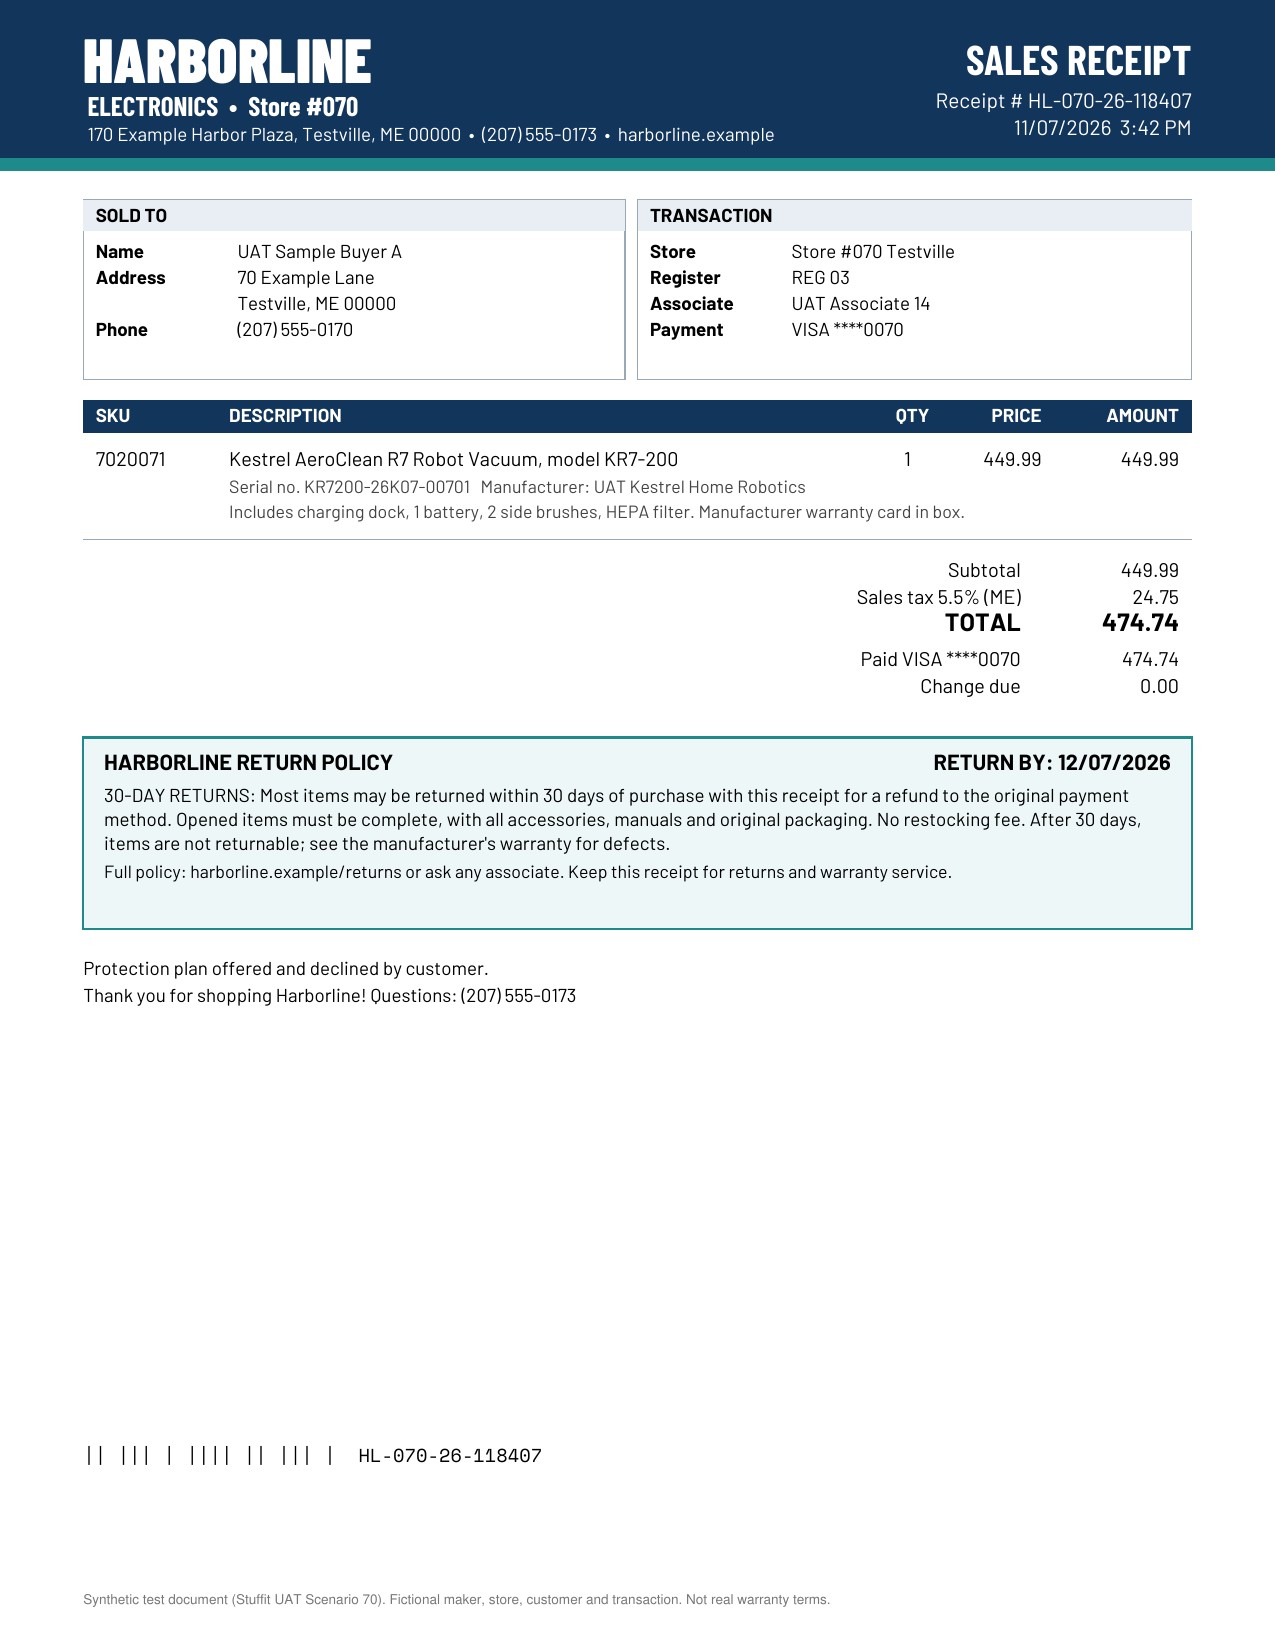 HARBORLINE
ELECTRONICS • Store #070
170 Example Harbor Plaza, Testville, ME 00000 • (207) 555-0173 • harborline.example
SALES RECEIPT
Receipt # HL-070-26-118407
11/07/2026 3:42 PM
SOLD TO
Name UAT Sample Buyer A
Address 70 Example Lane
Testville, ME 00000
Phone (207) 555-0170
TRANSACTION
Store Store #070 Testville
Register REG 03
Associate UAT Associate 14
Payment VISA ****0070
SKU DESCRIPTION QTY PRICE AMOUNT
7020071 Kestrel AeroClean R7 Robot Vacuum, model KR7-200 1 449.99 449.99
Serial no. KR7200-26K07-00701 Manufacturer: UAT Kestrel Home Robotics
Includes charging dock, 1 battery, 2 side brushes, HEPA filter. Manufacturer warranty card in box.
Subtotal 449.99
Sales tax 5.5% (ME) 24.75
TOTAL 474.74
Paid VISA ****0070 474.74
Change due 0.00
HARBORLINE RETURN POLICY RETURN BY: 12/07/2026
30-DAY RETURNS: Most items may be returned within 30 days of purchase with this receipt for a refund to the original payment
method. Opened items must be complete, with all accessories, manuals and original packaging. No restocking fee. After 30 days,
items are not returnable; see the manufacturer's warranty for defects.
Full policy: harborline.example/returns or ask any associate. Keep this receipt for returns and warranty service.
Protection plan offered and declined by customer.
Thank you for shopping Harborline! Questions: (207) 555-0173
|| ||| | |||| || ||| | HL-070-26-118407
Synthetic test document (Stuffit UAT Scenario 70). Fictional maker, store, customer and transaction. Not real warranty terms.